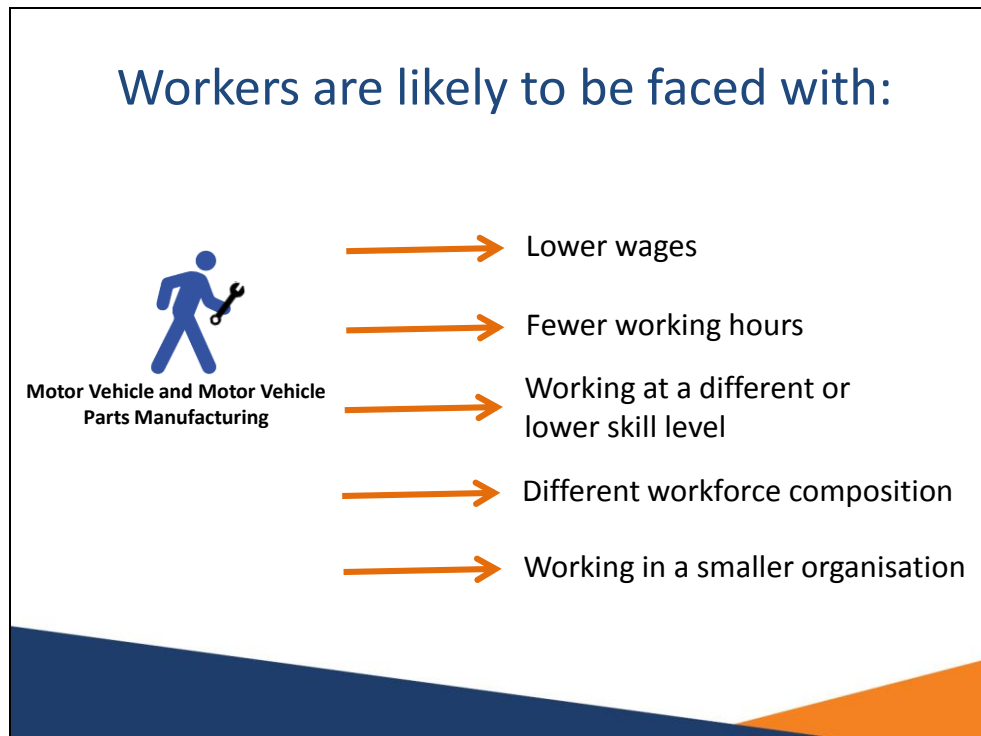 Workers are likely to be faced with:
Lower wages
Fewer working hours
Motor Vehicle and Motor Vehicle
Parts Manufacturing
Working at a different or
lower skill level
Different workforce composition
Working in a smaller organisation